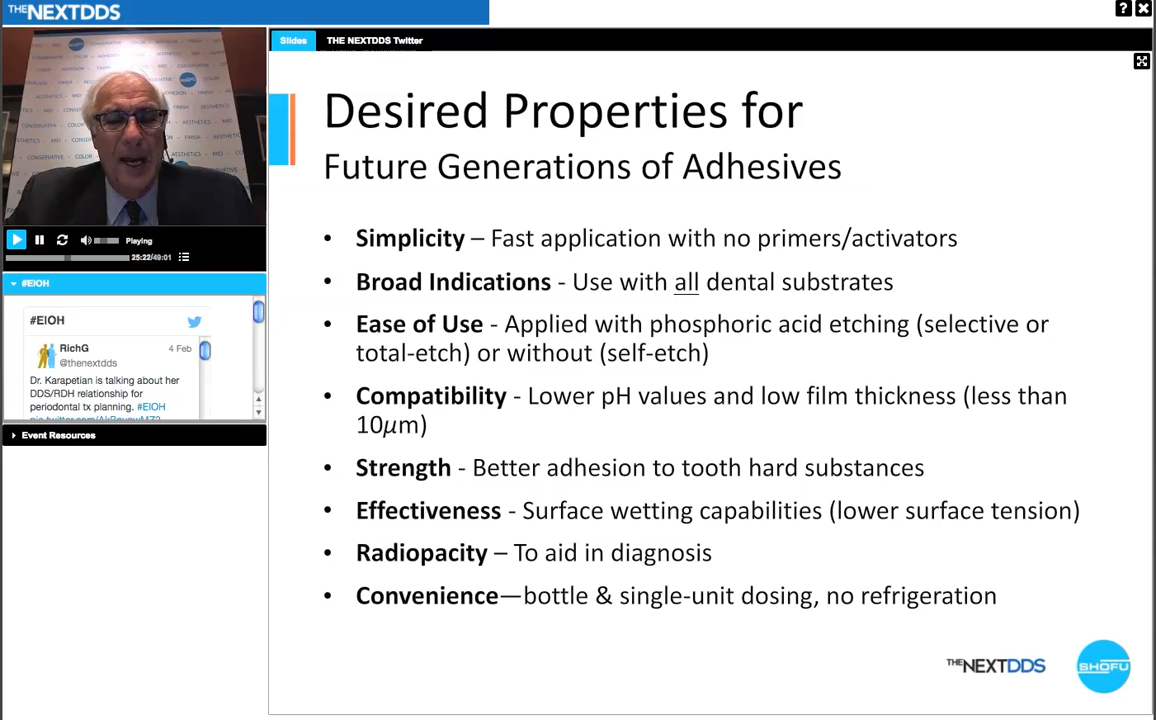 THENEXTDDS
? X
Slides THE NEXTDDS Twitter
Desired Properties for
Future Generations of Adhesives
• Simplicity – Fast application with no primers/activators
• Broad Indications - Use with all dental substrates
• Ease of Use - Applied with phosphoric acid etching (selective or
total-etch) or without (self-etch)
• Compatibility - Lower pH values and low film thickness (less than
10µm)
• Strength - Better adhesion to tooth hard substances
• Effectiveness - Surface wetting capabilities (lower surface tension)
• Radiopacity – To aid in diagnosis
• Convenience—bottle & single-unit dosing, no refrigeration
THENEXTDDS SHOFU
Playing
25:22/49:01
#EIOH
#EIOH
RichG 4 Feb
@thenextdds
Dr. Karapetian is talking about her
DDS/RDH relationship for
periodontal tx planning. #EIOH
Event Resources